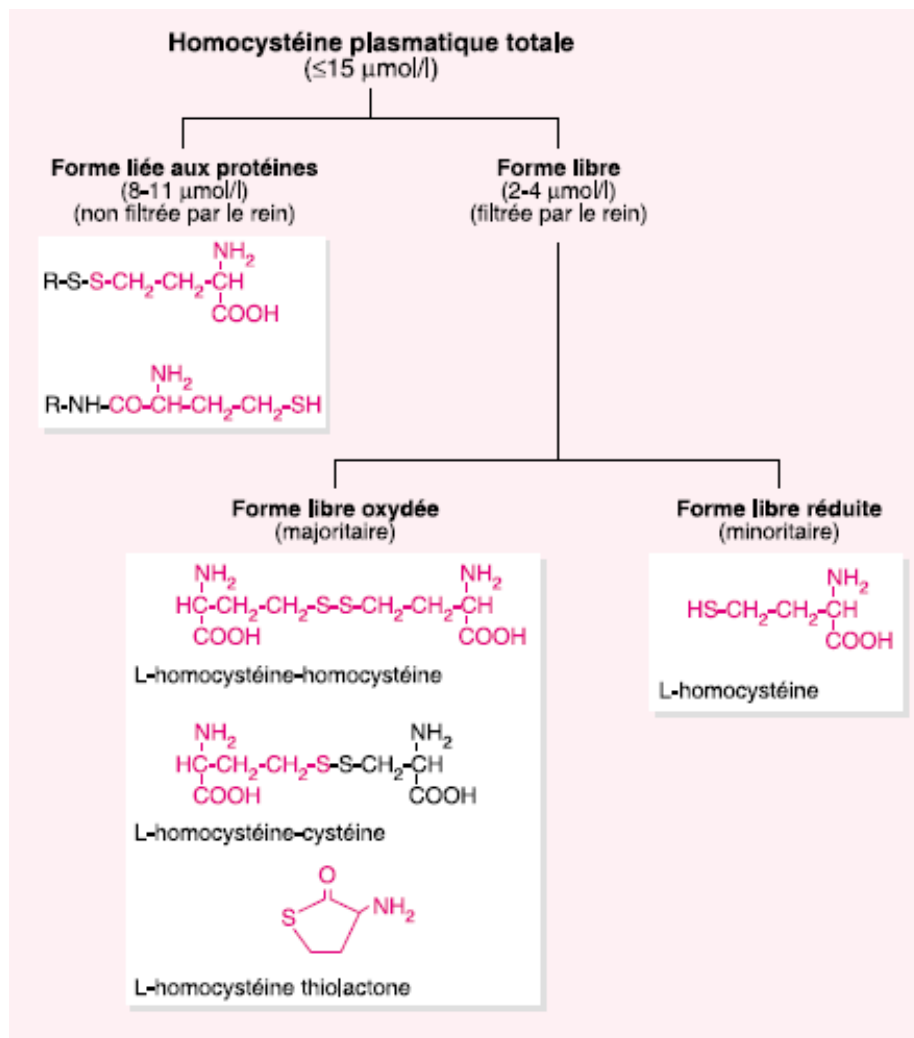 Homocystéine plasmatique totale
(≤15 μmol/l)
Forme liée aux protéines
(8-11 μmol/l)
(non filtrée par le rein)
NH₂
R-S-S-CH₂-CH₂-CH
COOH
NH₂
R-NH-CO-CH-CH₂-CH₂-SH
Forme libre
(2-4 μmol/l)
(filtrée par le rein)
Forme libre oxydée
(majoritaire)
NH₂ NH₂
HC-CH₂-CH₂-S-S-CH₂-CH₂-CH
COOH COOH
L-homocystéine-homocystéine
NH₂ NH₂
HC-CH₂-CH₂-S-S-CH₂-CH
COOH COOH
L-homocystéine-cystéine
O
S NH₂
L-homocystéine thiolactone
Forme libre réduite
(minoritaire)
NH₂
HS-CH₂-CH₂-CH
COOH
L-homocystéine